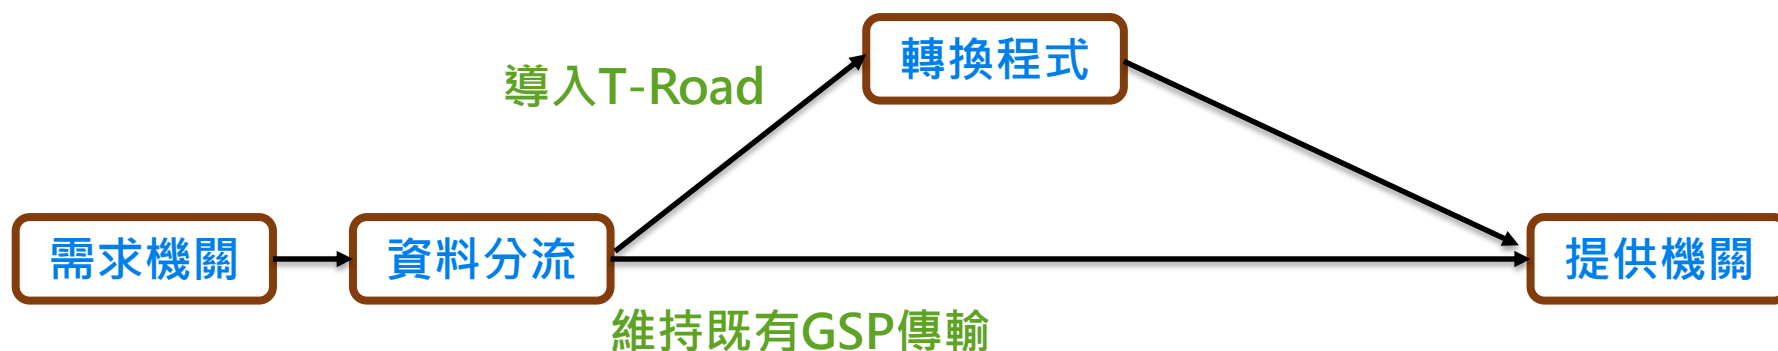 轉換程式
導入T-Road
需求機關
資料分流
提供機關
維持既有GSP傳輸